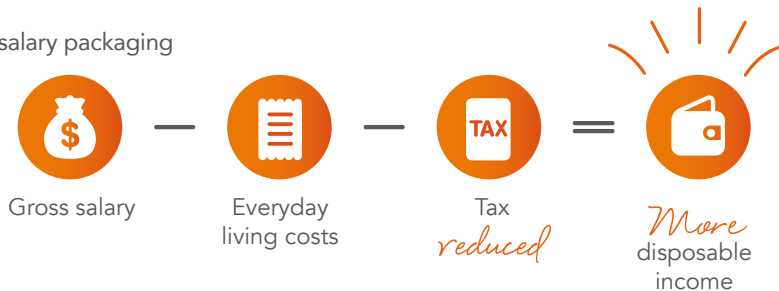 salary packaging
$
TAX
Gross salary
Everyday
living costs
Tax
reduced
More
disposable
income